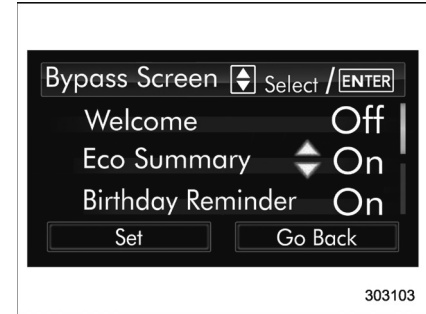 Bypass Screen Select / ENTER
Welcome Off
Eco Summary On
Birthday Reminder On
Set Go Back
303103